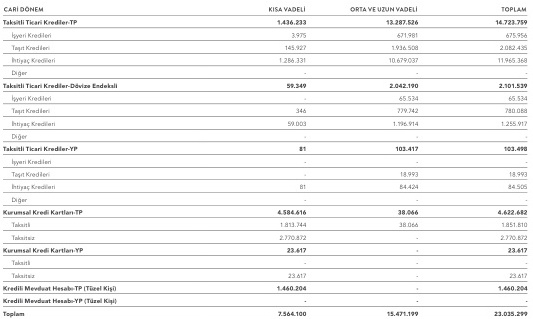 CARİ DÖNEM KISA VADELİ ORTA VE UZUN VADELİ TOPLAM
Taksitli Ticari Krediler-TP 1.436.233 13.287.526 14.723.759
İşyeri Kredileri 3.975 671.981 675.956
Taşıt Kredileri 145.927 1.936.508 2.082.435
İhtiyaç Kredileri 1.286.331 10.679.037 11.965.368
Diğer - - -
Taksitli Ticari Krediler-Dövize Endeksli 59.349 2.042.190 2.101.539
İşyeri Kredileri - 65.534 65.534
Taşıt Kredileri 346 779.742 780.088
İhtiyaç Kredileri 59.003 1.196.914 1.255.917
Diğer - - -
Taksitli Ticari Krediler-YP 81 103.417 103.498
İşyeri Kredileri - - -
Taşıt Kredileri - 18.993 18.993
İhtiyaç Kredileri 81 84.424 84.505
Diğer - - -
Kurumsal Kredi Kartları-TP 4.584.616 38.066 4.622.682
Taksitli 1.813.744 38.066 1.851.810
Taksitsiz 2.770.872 - 2.770.872
Kurumsal Kredi Kartları-YP 23.617 - 23.617
Taksitli - - -
Taksitsiz 23.617 - 23.617
Kredili Mevduat Hesabı-TP (Tüzel Kişi) 1.460.204 - 1.460.204
Kredili Mevduat Hesabı-YP (Tüzel Kişi) - - -
Toplam 7.564.100 15.471.199 23.035.299